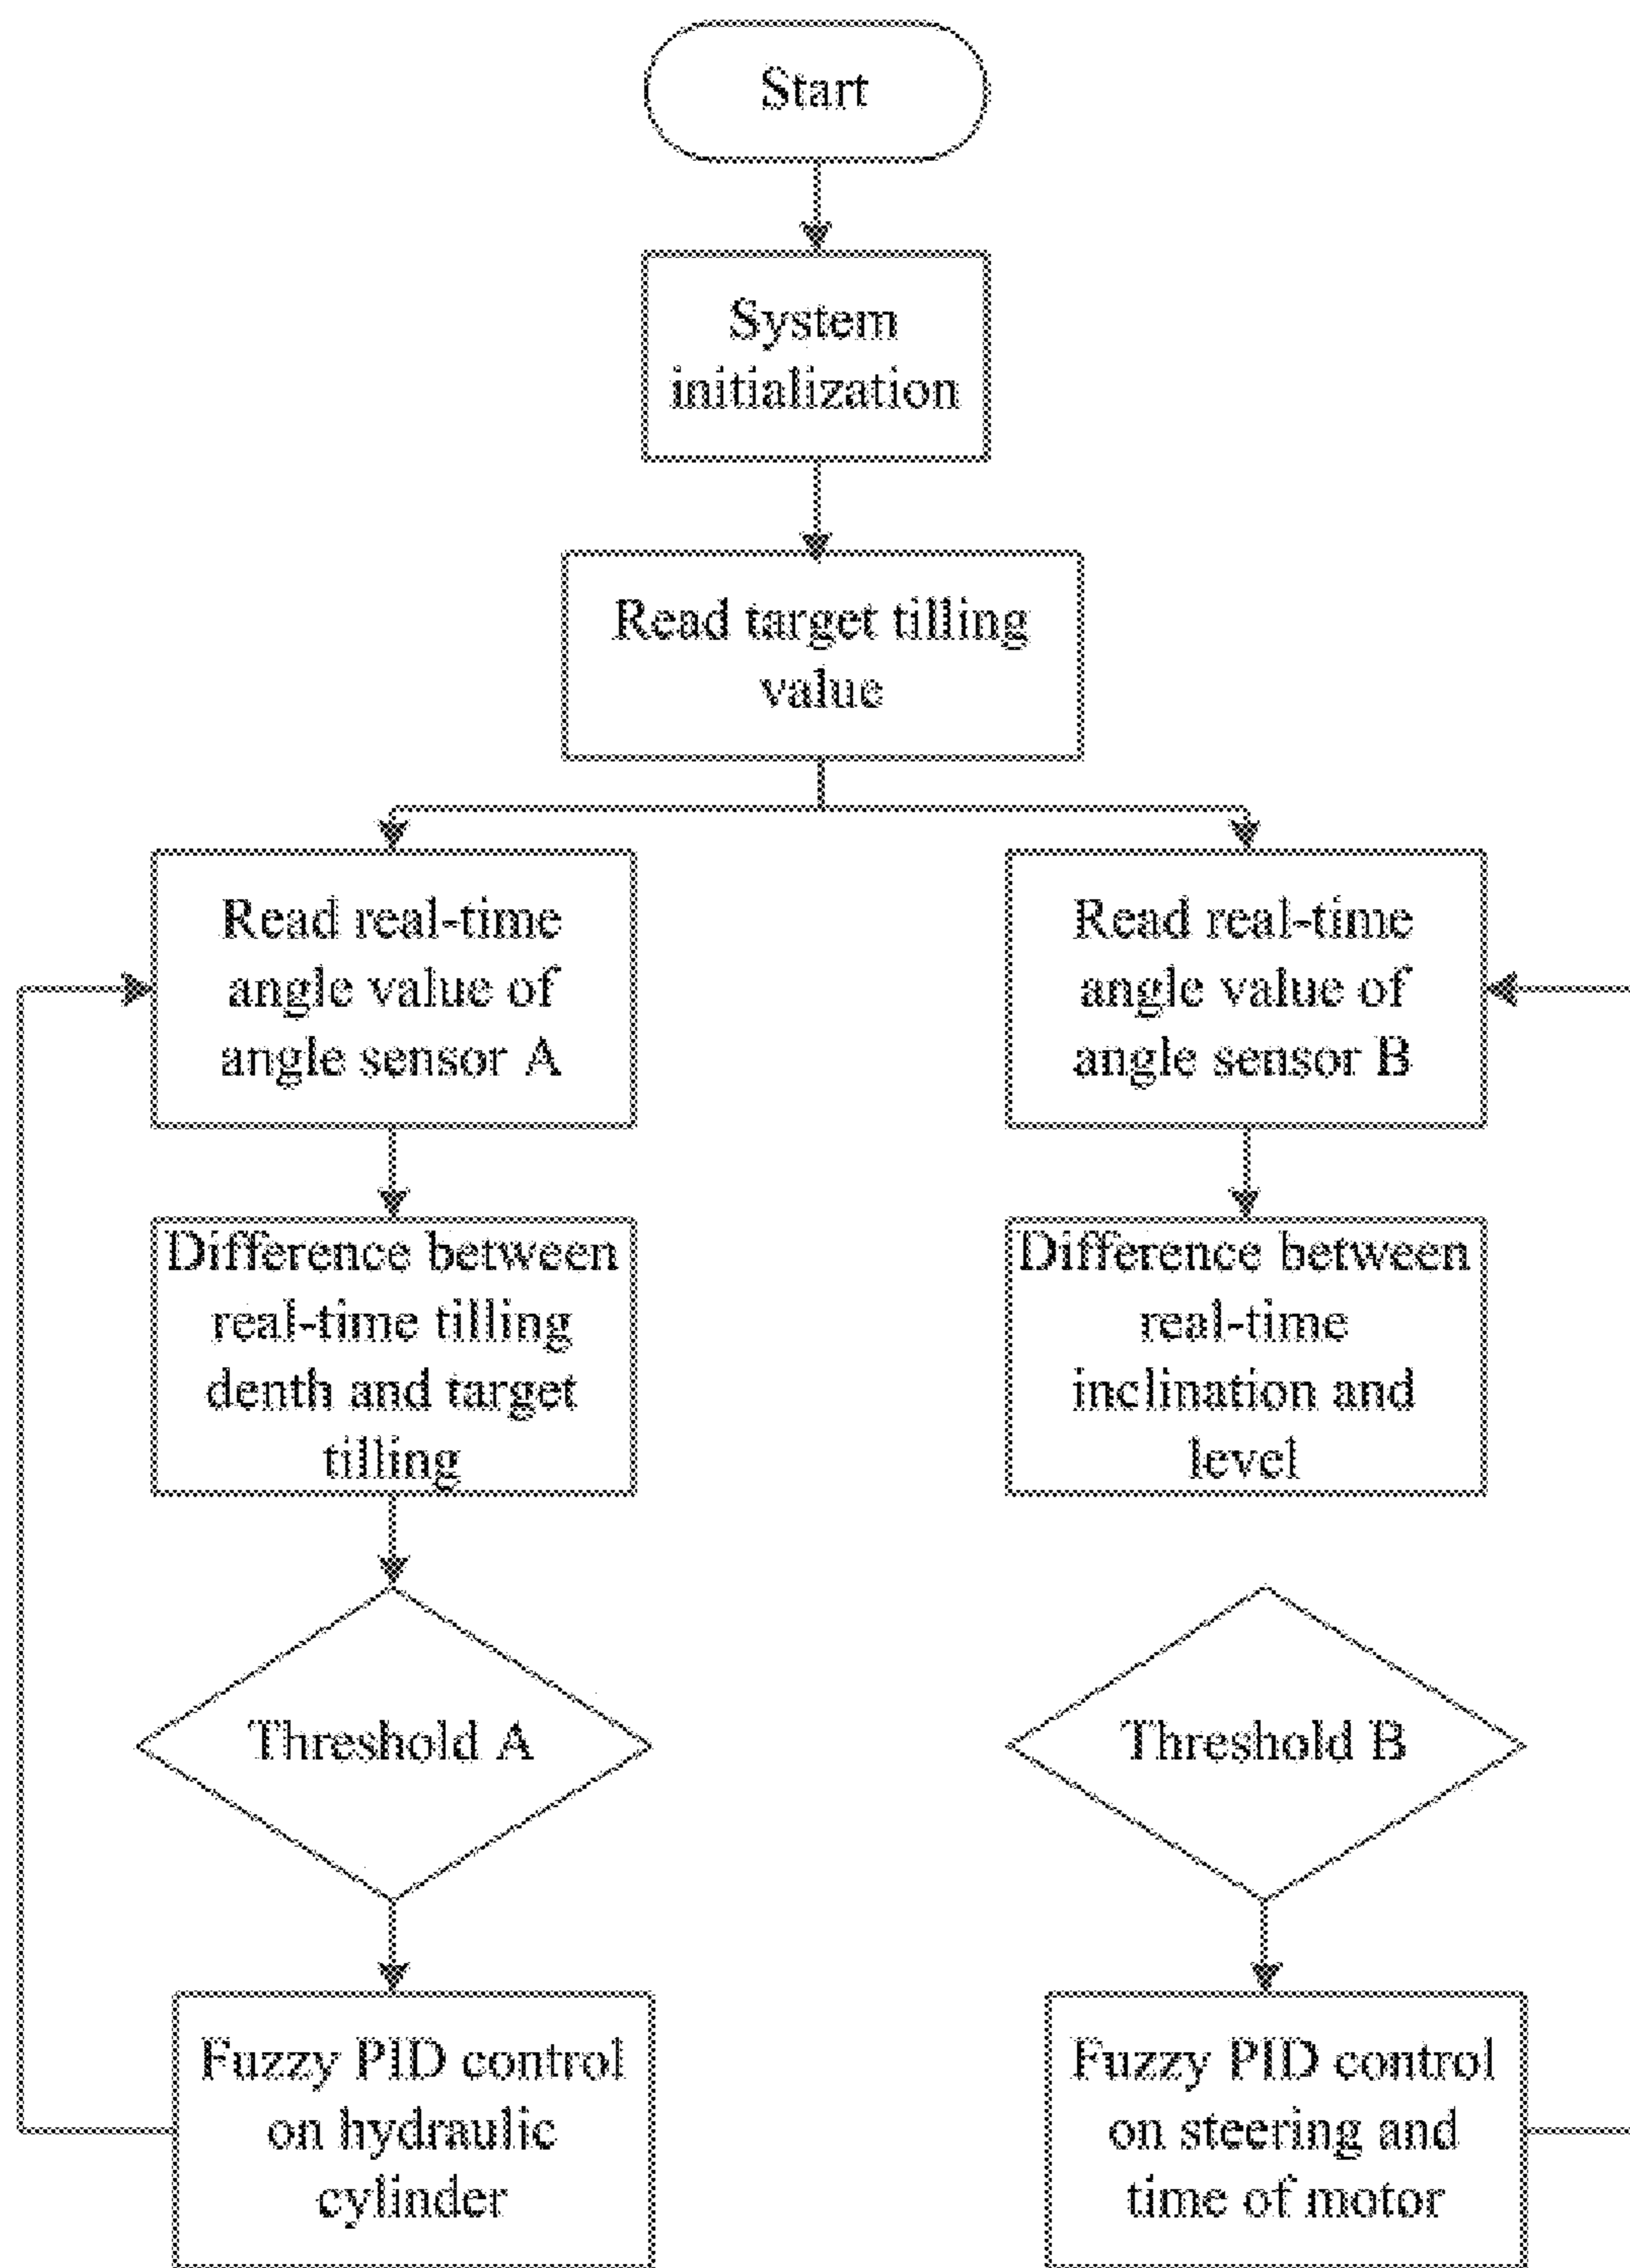 Start
System
initialization
Read target tilling
value
Read real-time
angle value of
angle sensor A
Read real-time
angle value of
angle sensor B
Difference between
real-time tilling
denth and target
tilling
Difference between
real-time
inclination and
level
Threshold A
Threshold B
Fuzzy PID control
on hydraulic
cylinder
Fuzzy PID control
on steering and
time of motor